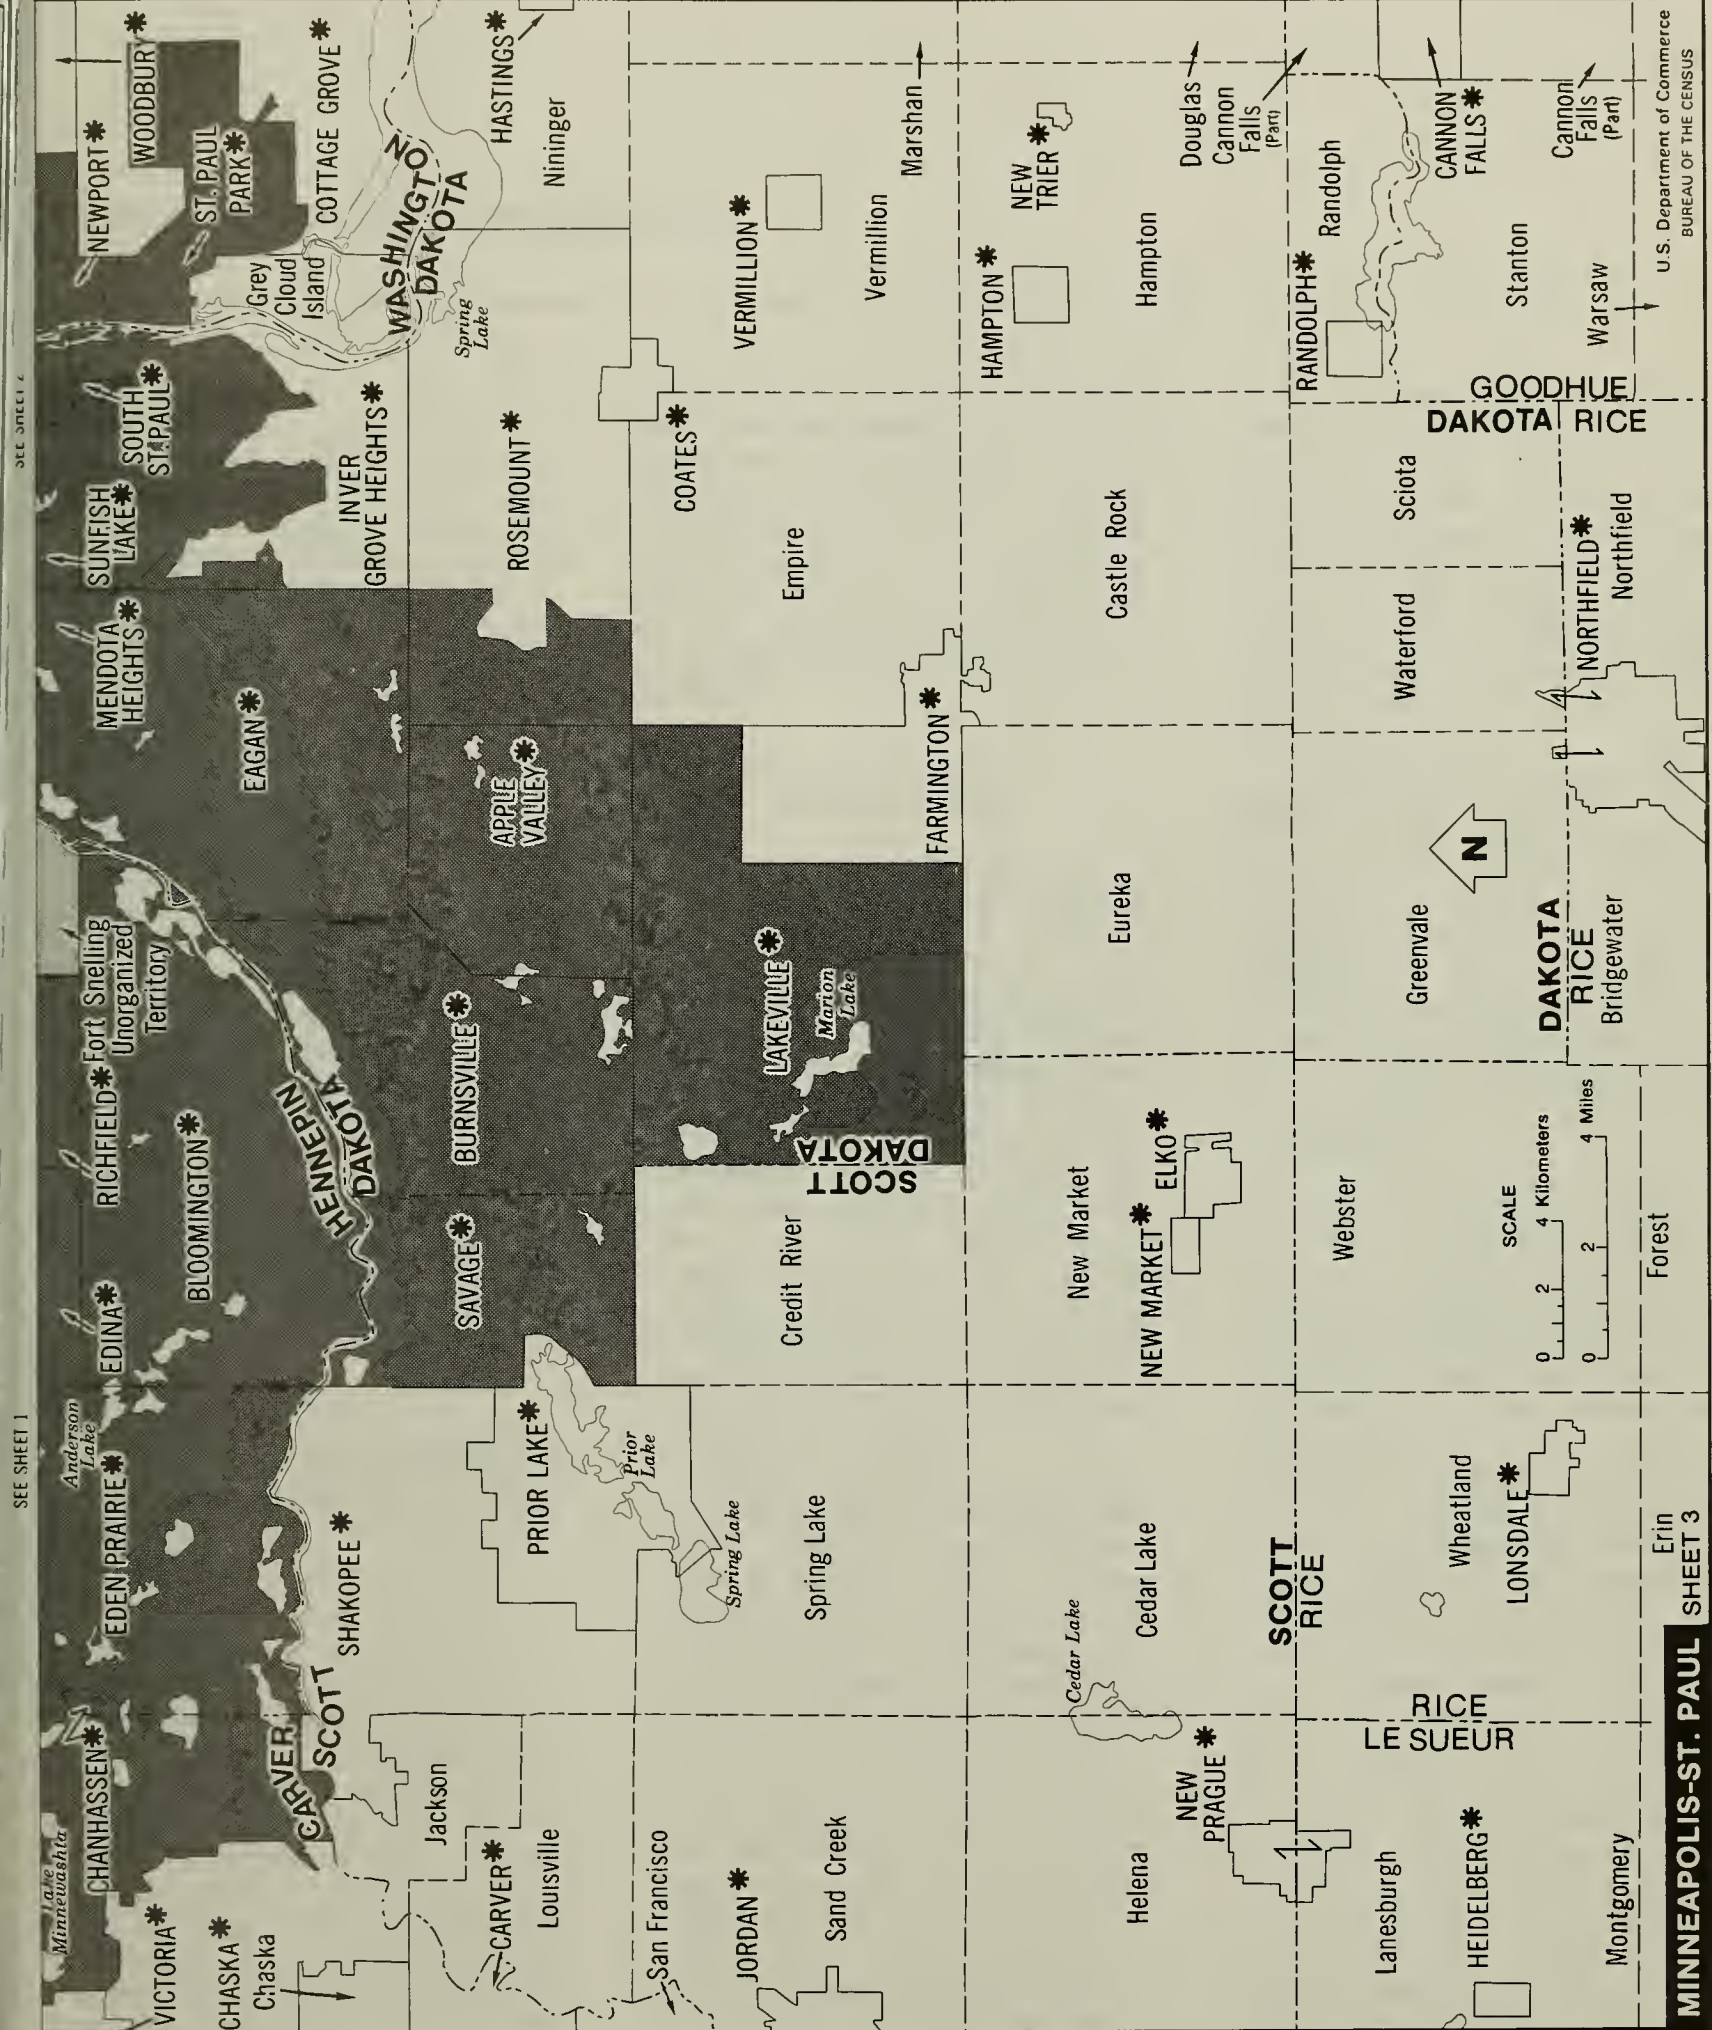 SEE SHEET 1
SEE SHEET 2
Lake
Minnewashta
CHANHASSEN*
VICTORIA*
CHASKA*
Chaska
Anderson
Lake
EDEN PRAIRIE*
EDINA*
RICHFIELD*
BLOOMINGTON*
Fort Snelling
Unorganized
Territory
MENDOTA
HEIGHTS*
SUNFISH
LAKE*
SOUTH
ST. PAUL*
NEWPORT*
WOODBURY*
ST. PAUL
PARK*
COTTAGE GROVE*
Grey
Cloud
Island
EAGAN*
INVER
GROVE HEIGHTS*
WASHINGTON
DAKOTA
HENNEPIN
DAKOTA
CARVER
SCOTT
SHAKOPEE*
Jackson
CARVER*
Louisville
PRIOR LAKE*
Prior
Lake
SAVAGE*
BURNSVILLE*
APPLE
VALLEY*
ROSEMOUNT*
Spring
Lake
HASTINGS*
Nininger
San Francisco
JORDAN*
Sand Creek
Spring Lake
Spring Lake
Credit River
SCOTT
DAKOTA
LAKEVILLE*
Marion
Lake
FARMINGTON*
Empire
COATES*
VERMILLION*
Vermillion
Marshan
Helena
NEW
PRAGUE*
Cedar Lake
Cedar Lake
New Market
NEW MARKET*
ELKO*
Eureka
Castle Rock
HAMPTON*
Hampton
NEW
TRIER*
Douglas
Cannon
Falls
(Part)
SCOTT
RICE
RICE
LE SUEUR
Lanesburgh
HEIDELBERG*
Montgomery
Wheatland
LONSDALE*
Erin
Webster
Forest
SCALE
0 2 4 Kilometers
0 2 4 Miles
Greenvale
N
DAKOTA
RICE
Bridgewater
Waterford
Sciota
NORTHFIELD*
Northfield
GOODHUE
DAKOTA RICE
RANDOLPH*
Randolph
Stanton
Warsaw
CANNON
FALLS*
Cannon
Falls
(Part)
MINNEAPOLIS-ST. PAUL SHEET 3
U.S. Department of Commerce
BUREAU OF THE CENSUS